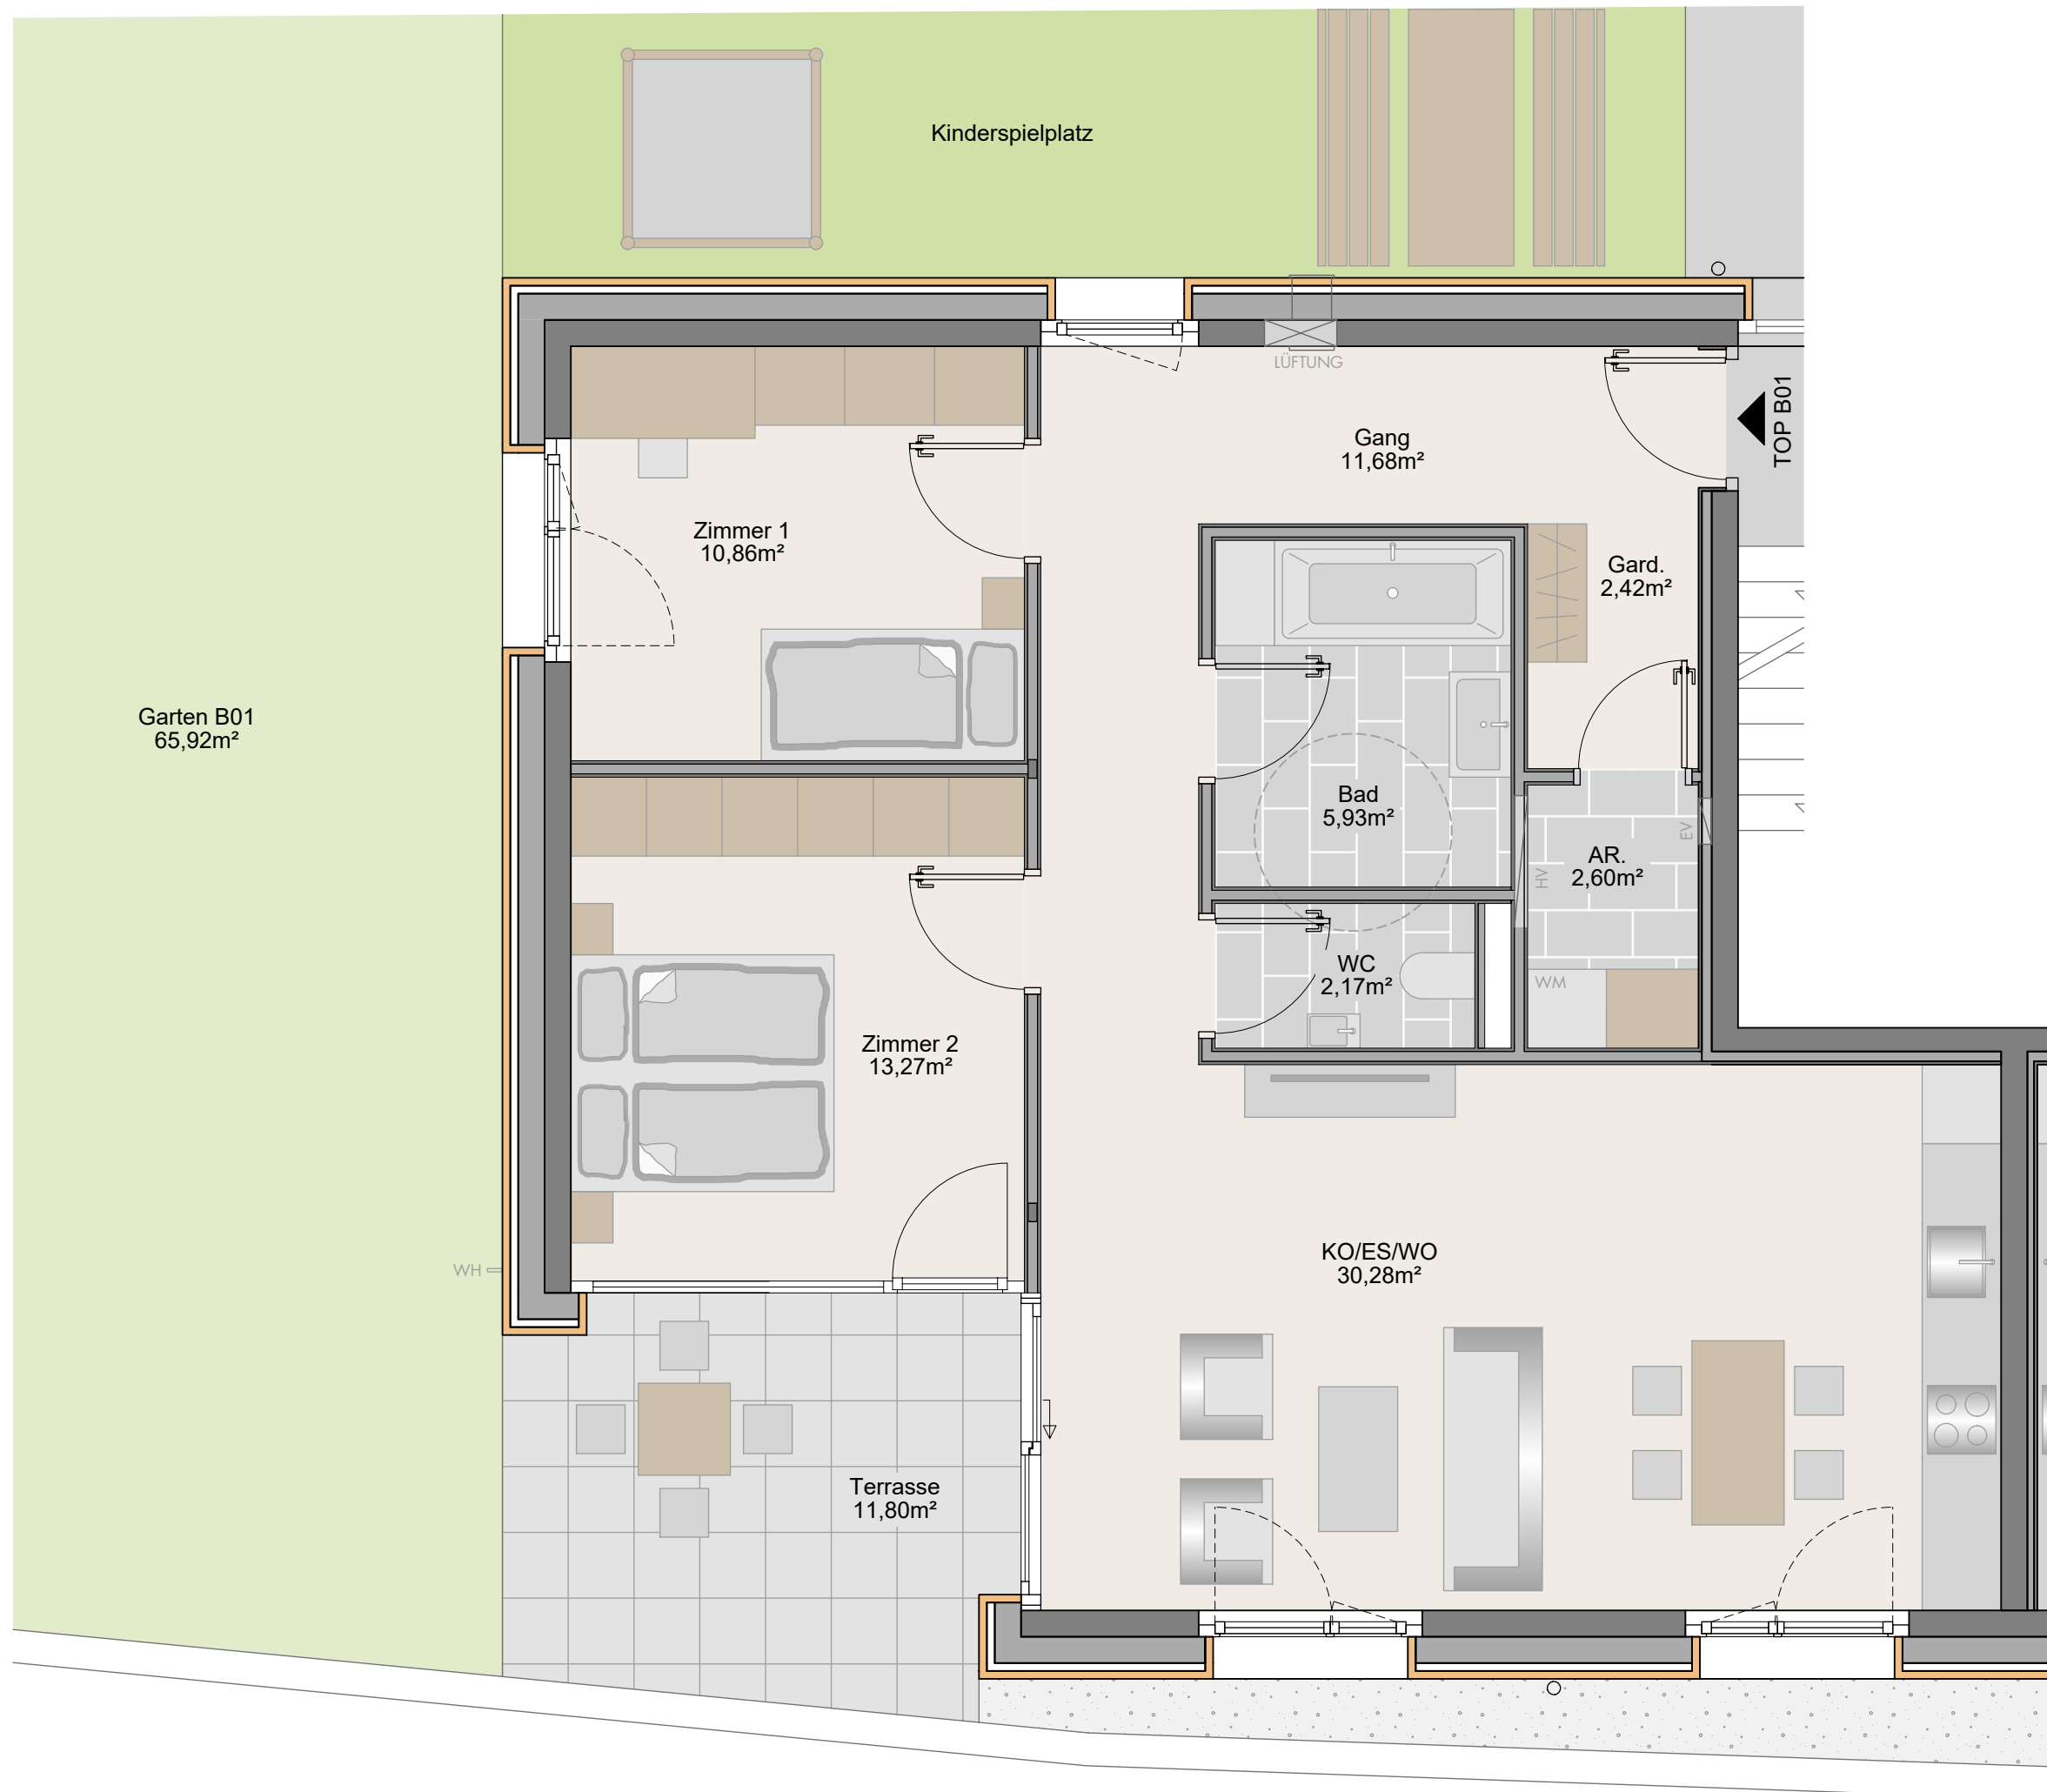 Kinderspielplatz
LÜFTUNG
TOP B01
Gang
11,68m²
Zimmer 1
10,86m²
Gard.
2,42m²
Garten B01
65,92m²
Bad
5,93m²
EV
AR.
2,60m²
HV
WC
2,17m²
WM
Zimmer 2
13,27m²
KO/ES/WO
30,28m²
WH
Terrasse
11,80m²